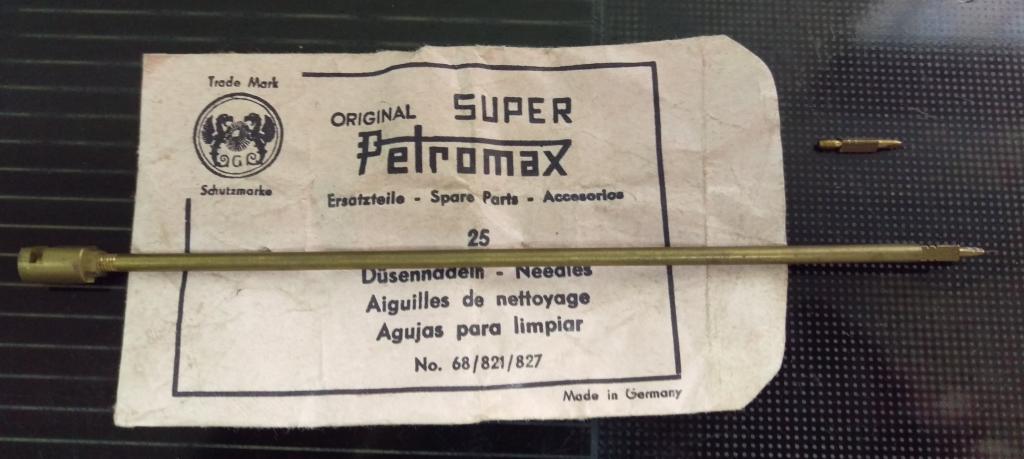 Trade Mark
G
Schutzmarke
ORIGINAL SUPER
Petromax
Ersatzteile - Spare Parts - Accesorios
25
Düsennadeln - Needles
Aiguilles de nettoyage
Agujas para limpiar
No. 68/821/827
Made in Germany